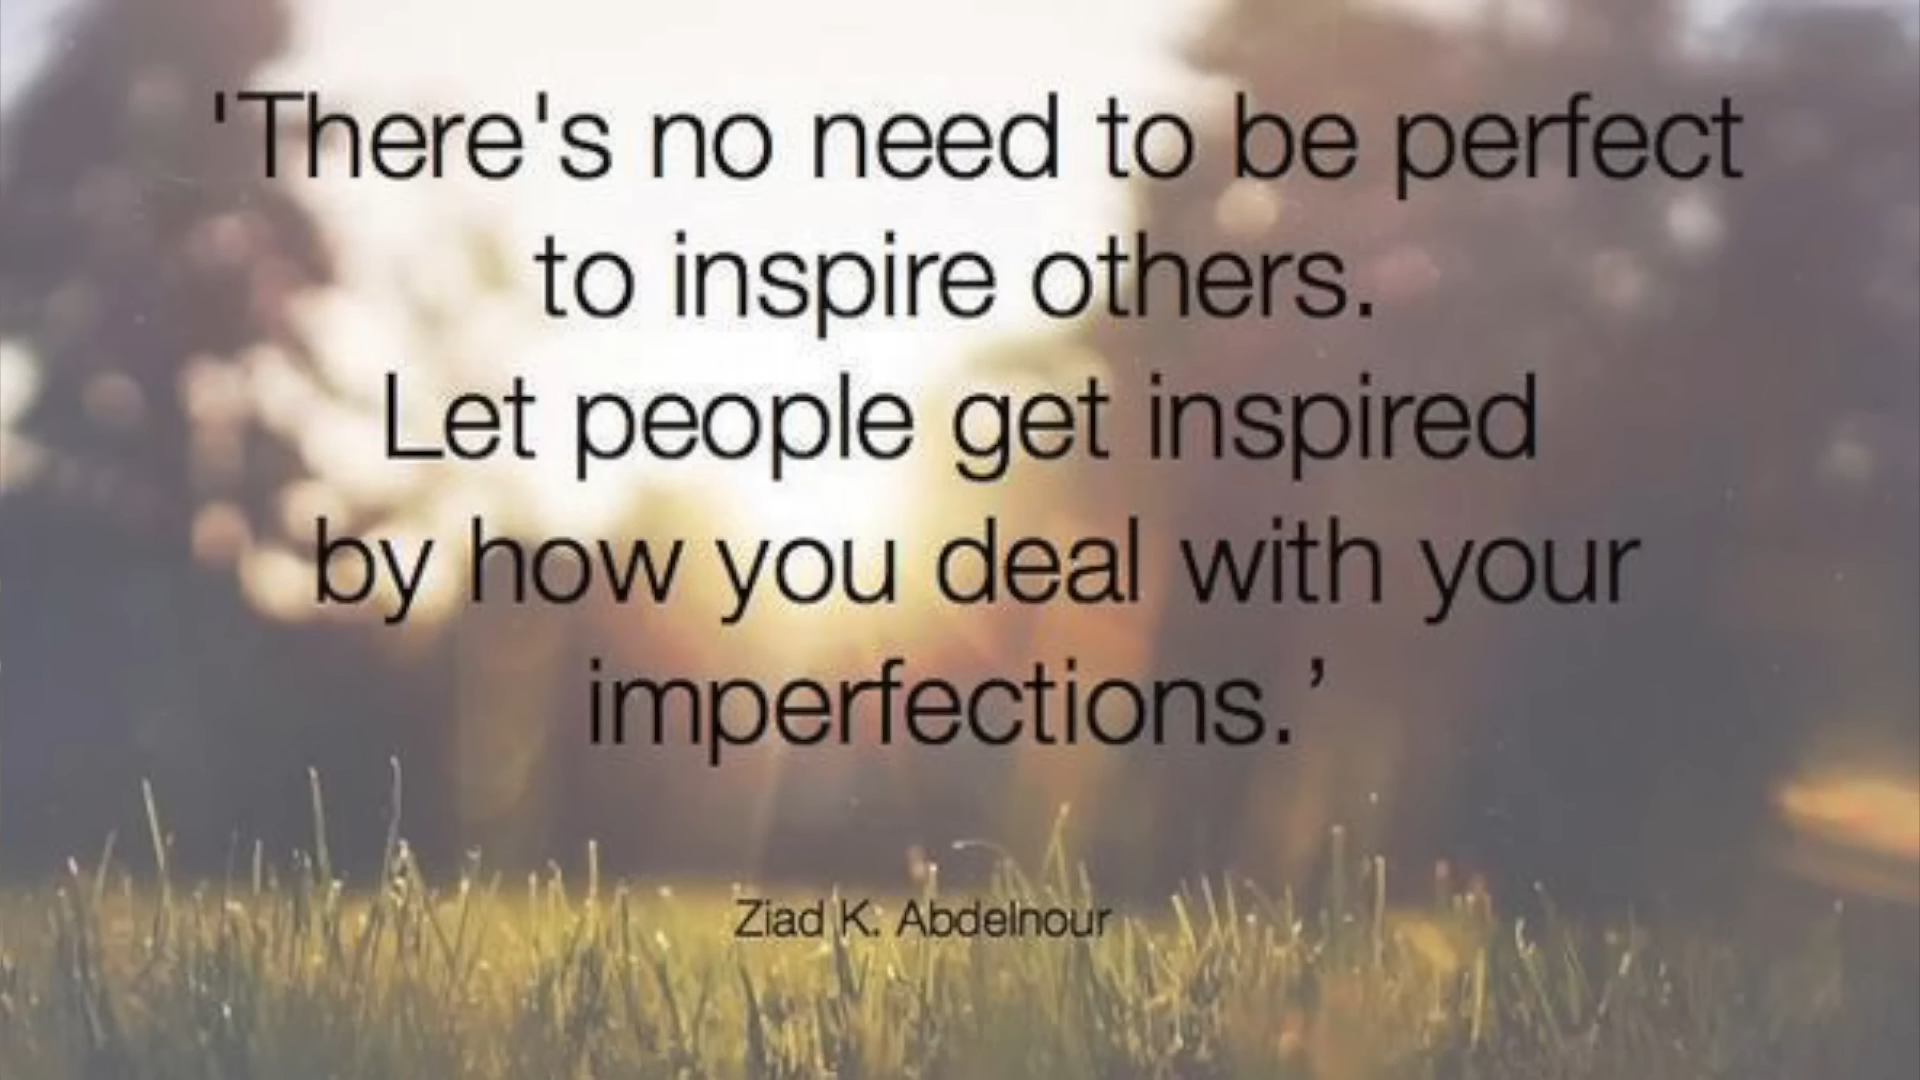 'There's no need to be perfect
to inspire others.
Let people get inspired
by how you deal with your
imperfections.’
Ziad K. Abdelnour